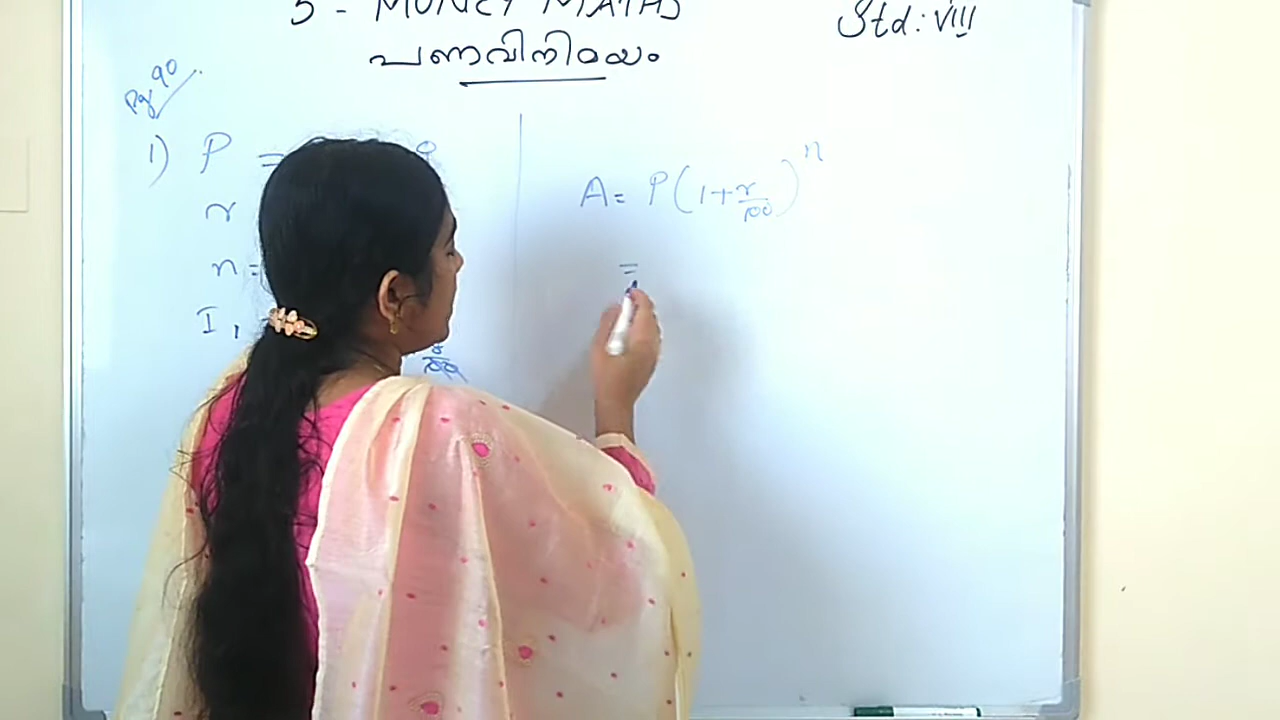 5 - MONEY MATHS
Std: VIII
പണവിനിമയം
Pg 90
1) P =
r
n =
I,
A = P(1+r/100)^n
=